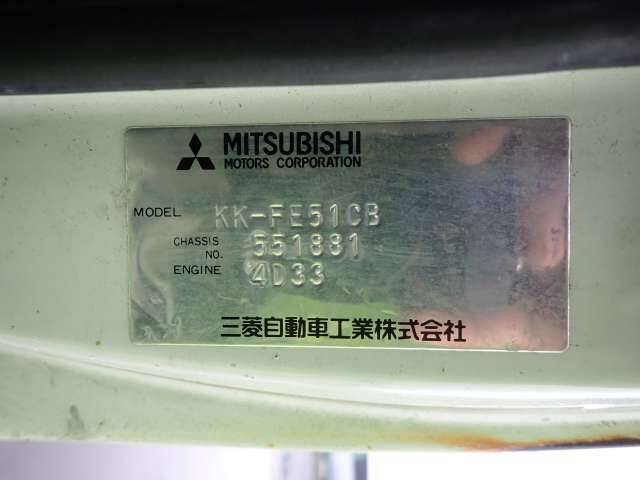 MITSUBISHI
MOTORS CORPORATION
MODEL KK-FE51CB
CHASSIS NO. 551881
ENGINE 4D33
三菱自動車工業株式会社